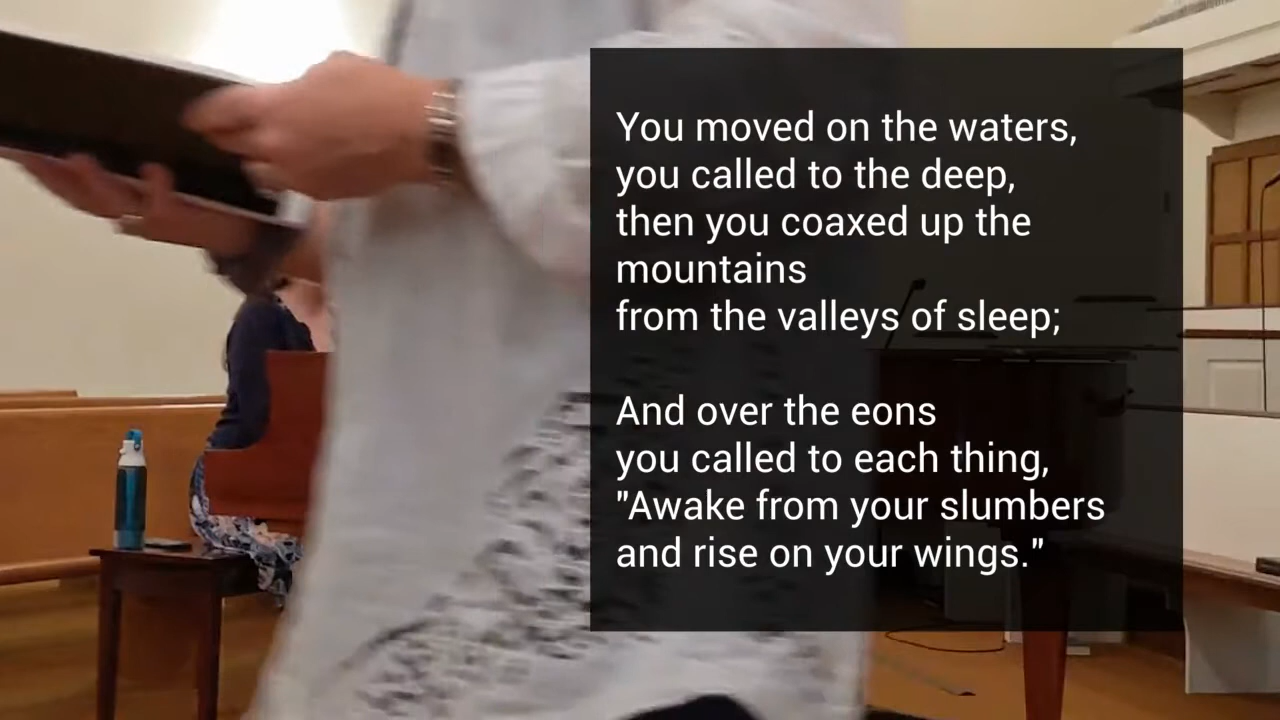 You moved on the waters,
you called to the deep,
then you coaxed up the
mountains
from the valleys of sleep;
And over the eons
you called to each thing,
"Awake from your slumbers
and rise on your wings."